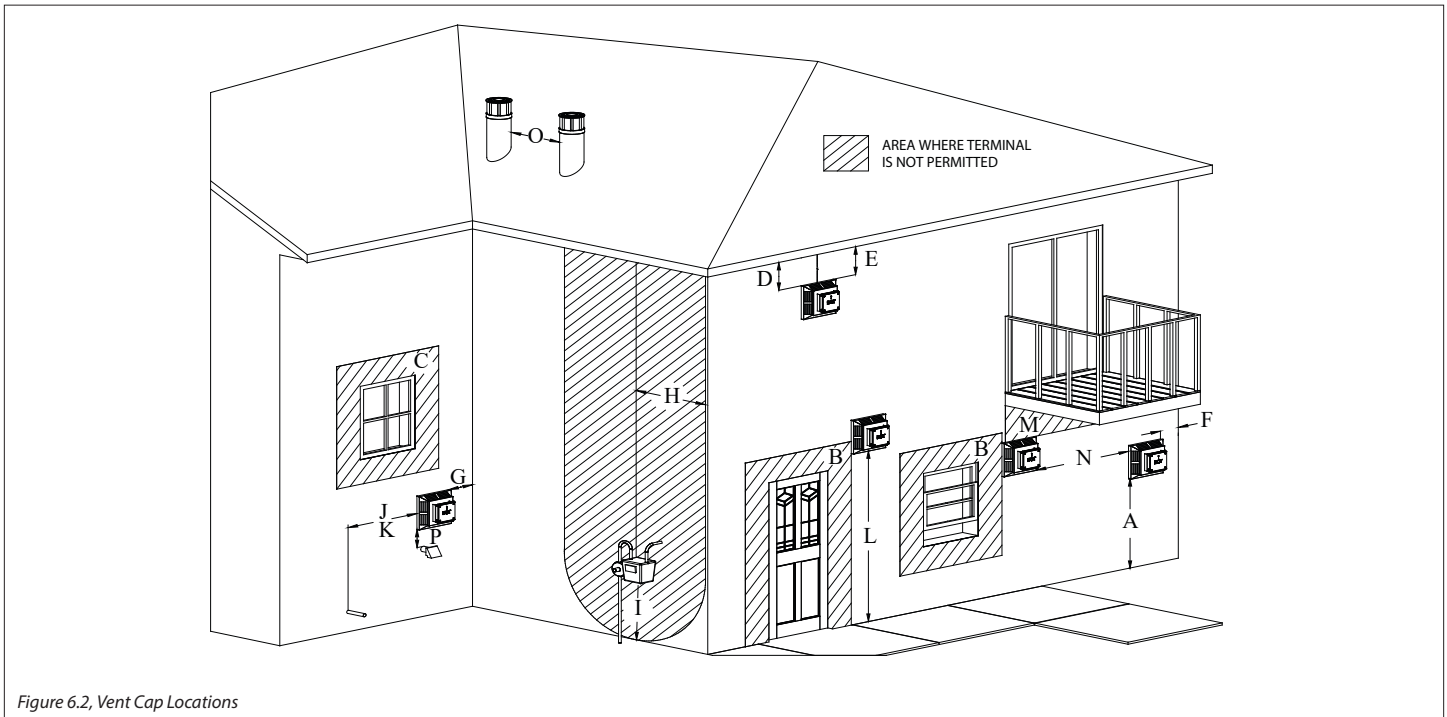 O
AREA WHERE TERMINAL
IS NOT PERMITTED
D
E
C
H
M
F
G
B
B
N
J
K
P
L
A
I
Figure 6.2, Vent Cap Locations